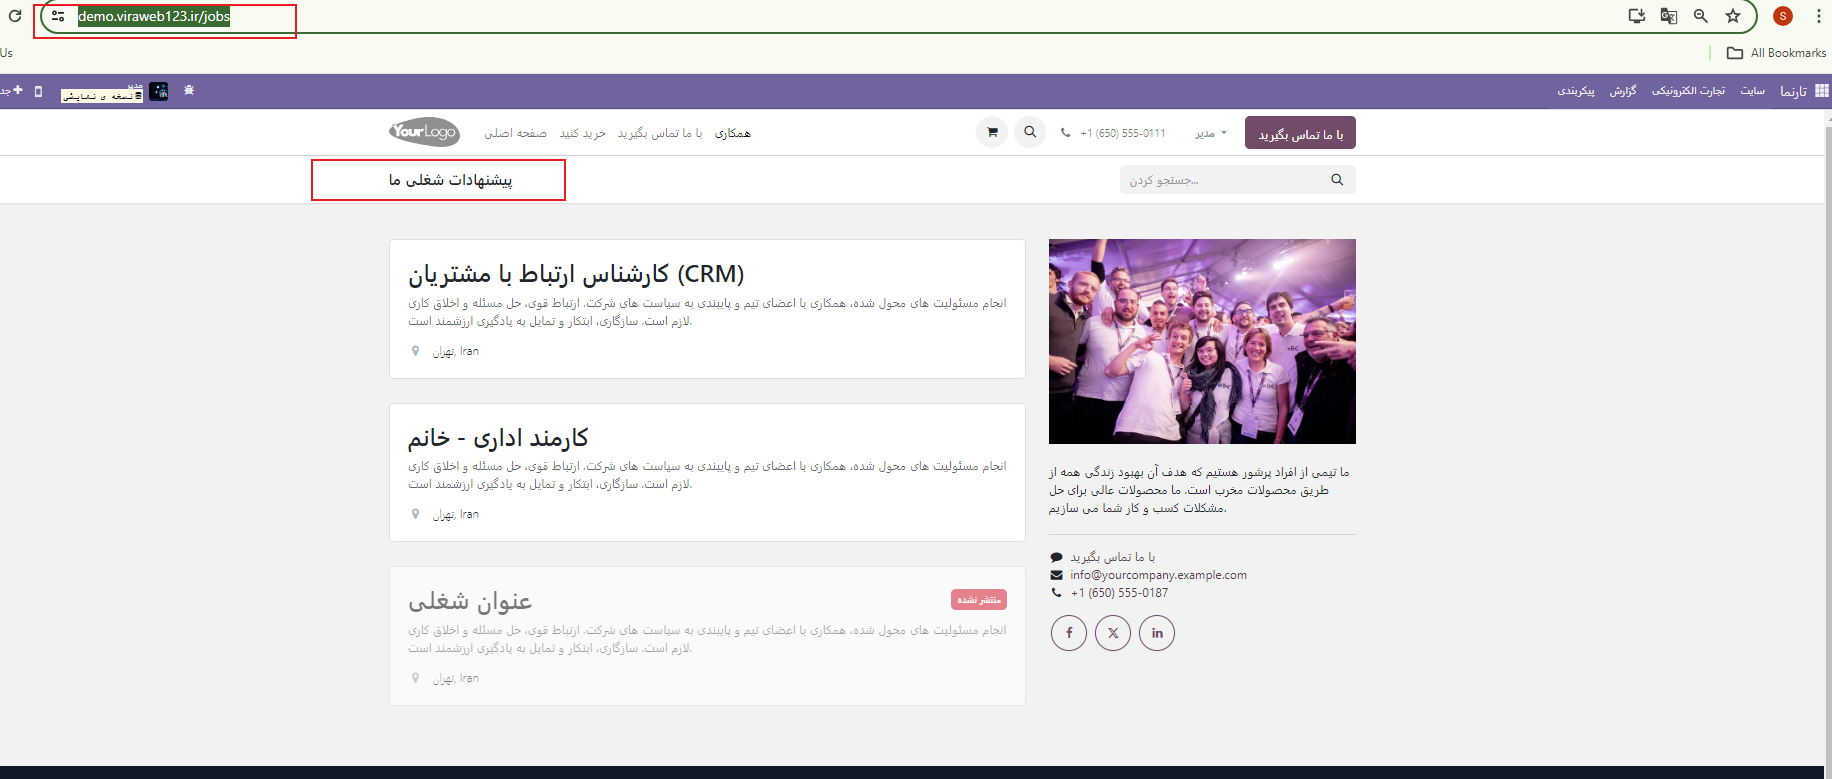 demo.viraweb123.ir/jobs
S
Us
All Bookmarks
تارنما
سایت
تجارت الکترونیکی
گزارش
پیکربندی
مدیر
نسخه ی نمایشی
جد
YourLogo
صفحه اصلی
خرید کنید
با ما تماس بگیرید
همکاری
+1 (650) 555-0111
مدیر
با ما تماس بگیرید
پیشنهادات شغلی ما
جستجو کردن...
کارشناس ارتباط با مشتریان (CRM)
انجام مسئولیت های محول شده، همکاری با اعضای تیم و پایبندی به سیاست های شرکت. ارتباط قوی، حل مسئله و اخلاق کاری
لازم است. سازگاری، ابتکار و تمایل به یادگیری ارزشمند است.
تهران, Iran
کارمند اداری - خانم
انجام مسئولیت های محول شده، همکاری با اعضای تیم و پایبندی به سیاست های شرکت. ارتباط قوی، حل مسئله و اخلاق کاری
لازم است. سازگاری، ابتکار و تمایل به یادگیری ارزشمند است.
تهران, Iran
عنوان شغلی
منتشر نشده
انجام مسئولیت های محول شده، همکاری با اعضای تیم و پایبندی به سیاست های شرکت. ارتباط قوی، حل مسئله و اخلاق کاری
لازم است. سازگاری، ابتکار و تمایل به یادگیری ارزشمند است.
تهران, Iran
ما تیمی از افراد پرشور هستیم که هدف آن بهبود زندگی همه از
طریق محصولات مخرب است. ما محصولات عالی برای حل
مشکلات کسب و کار شما می سازیم.
با ما تماس بگیرید
info@yourcompany.example.com
+1 (650) 555-0187